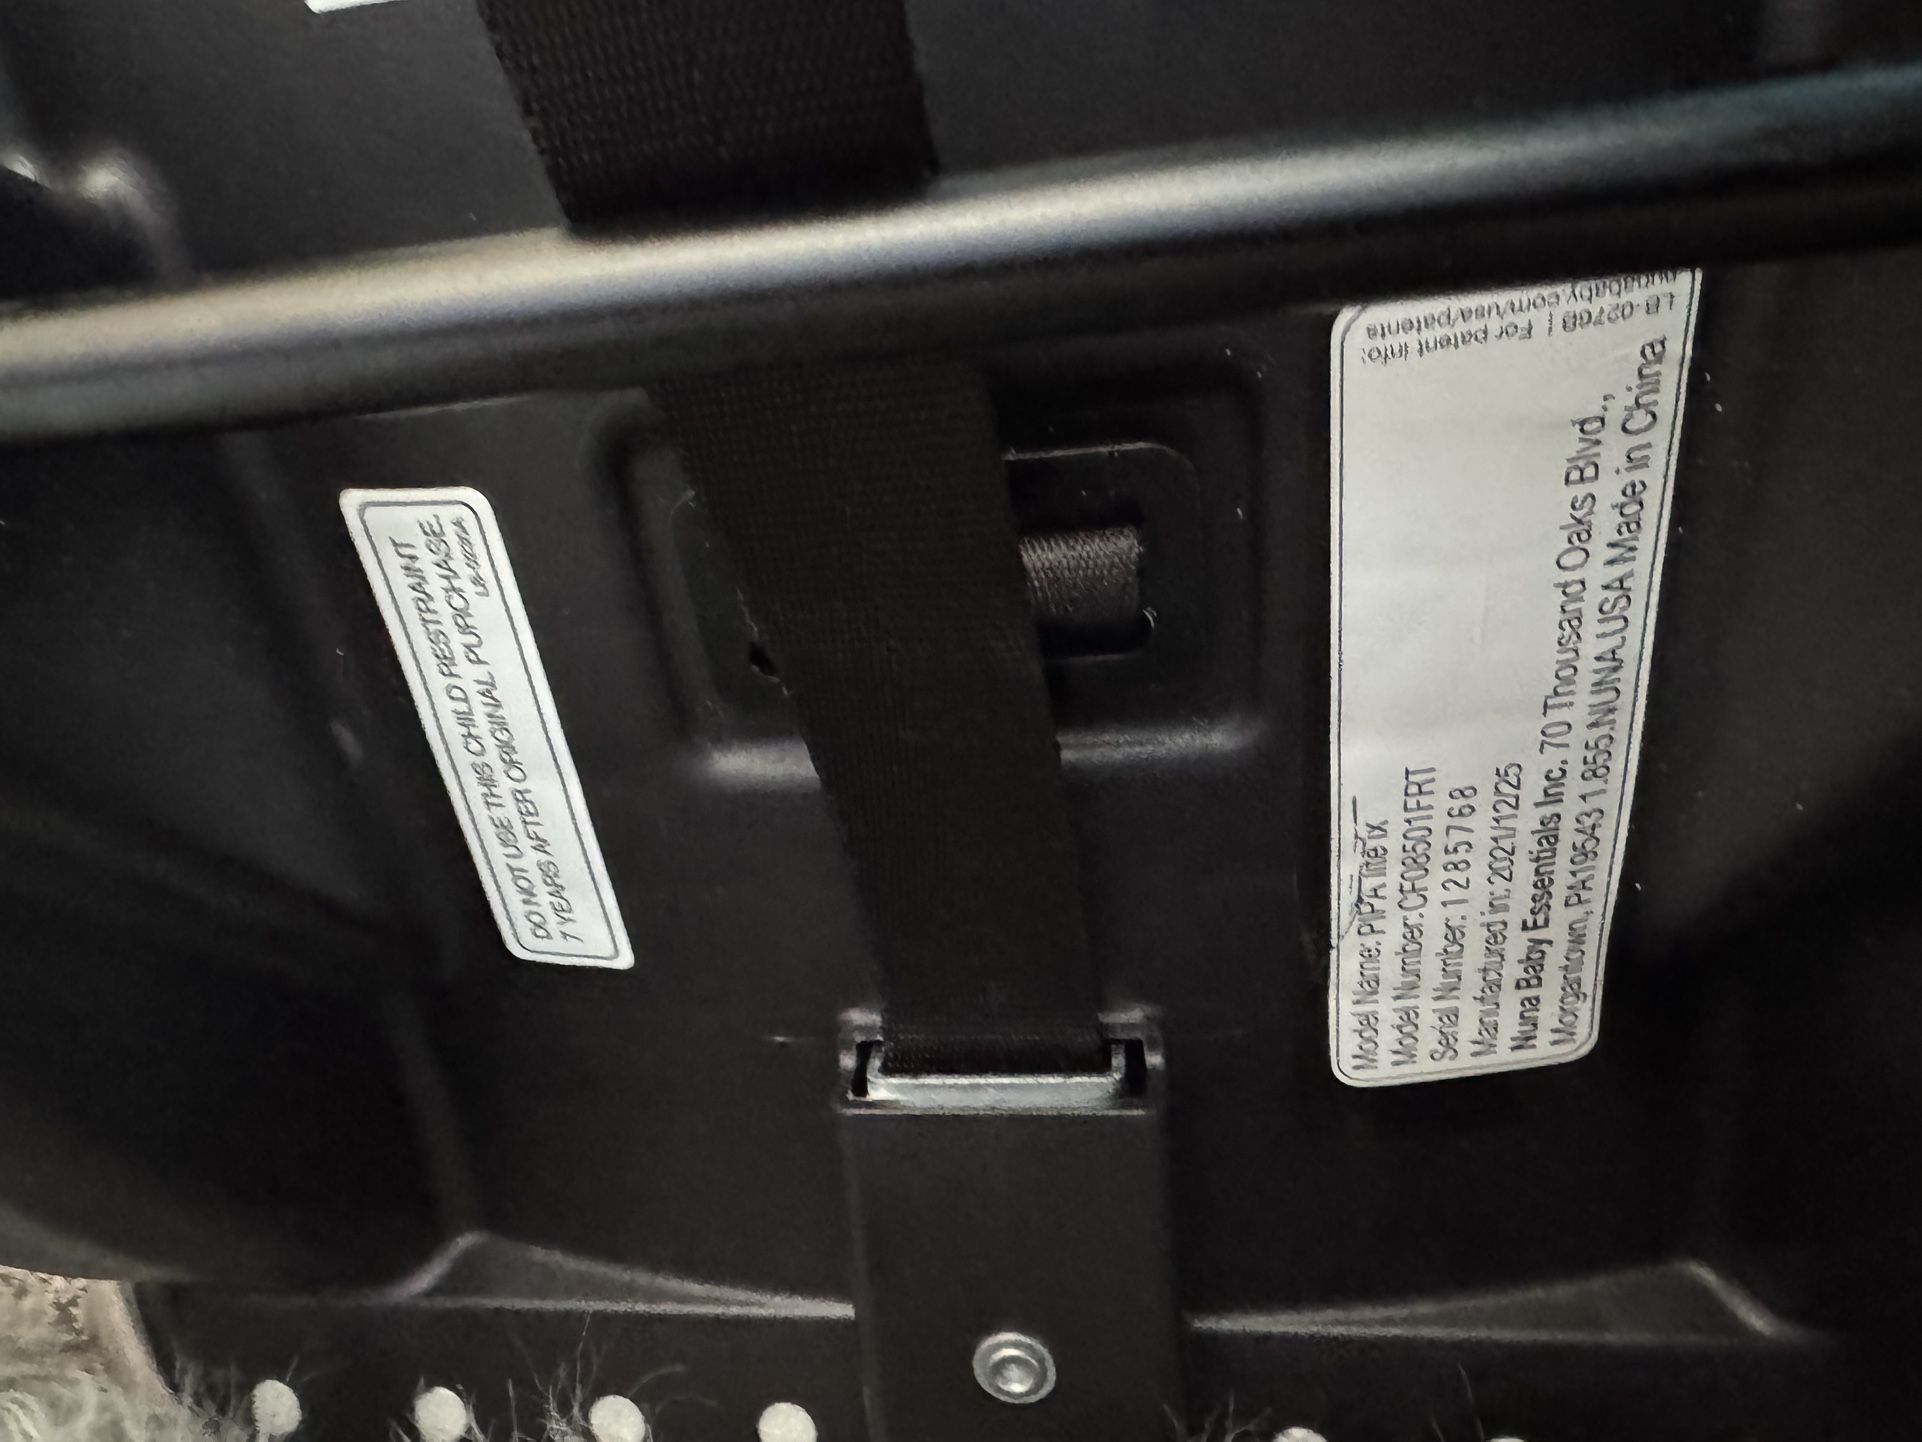 DO NOT USE THIS CHILD RESTRAINT
7 YEARS AFTER ORIGINAL PURCHASE.
Model Name: PIPA lite lx
Model Number: CF08501FRT
Serial Number: 1285768
Manufactured in: 2021/12/25
Nuna Baby Essentials Inc. 70 Thousand Oaks Blvd.,
Morgantown, PA19543 1.855.NUNA.USA Made in China
For patent info:
nunababy.com/usa/patents